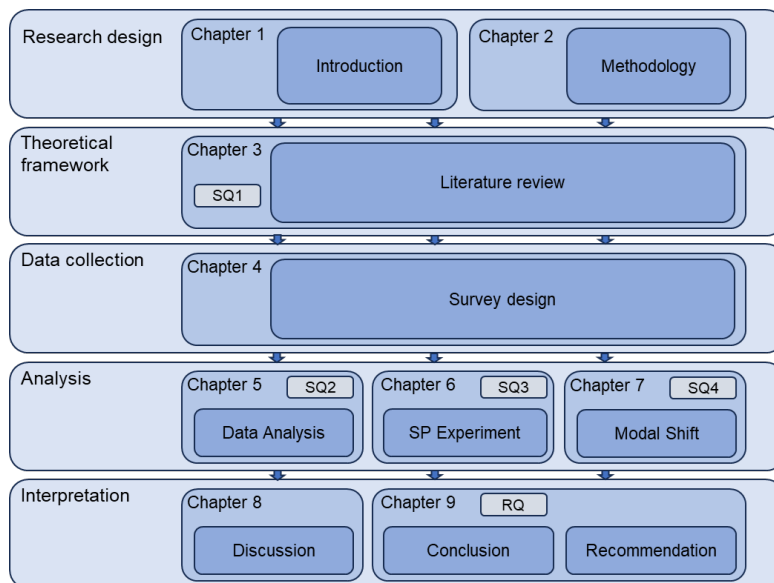 Research design
Chapter 1
Introduction
Chapter 2
Methodology
Theoretical
framework
Chapter 3
SQ1
Literature review
Data collection
Chapter 4
Survey design
Analysis
Chapter 5
SQ2
Data Analysis
Chapter 6
SQ3
SP Experiment
Chapter 7
SQ4
Modal Shift
Interpretation
Chapter 8
Discussion
Chapter 9
RQ
Conclusion
Recommendation